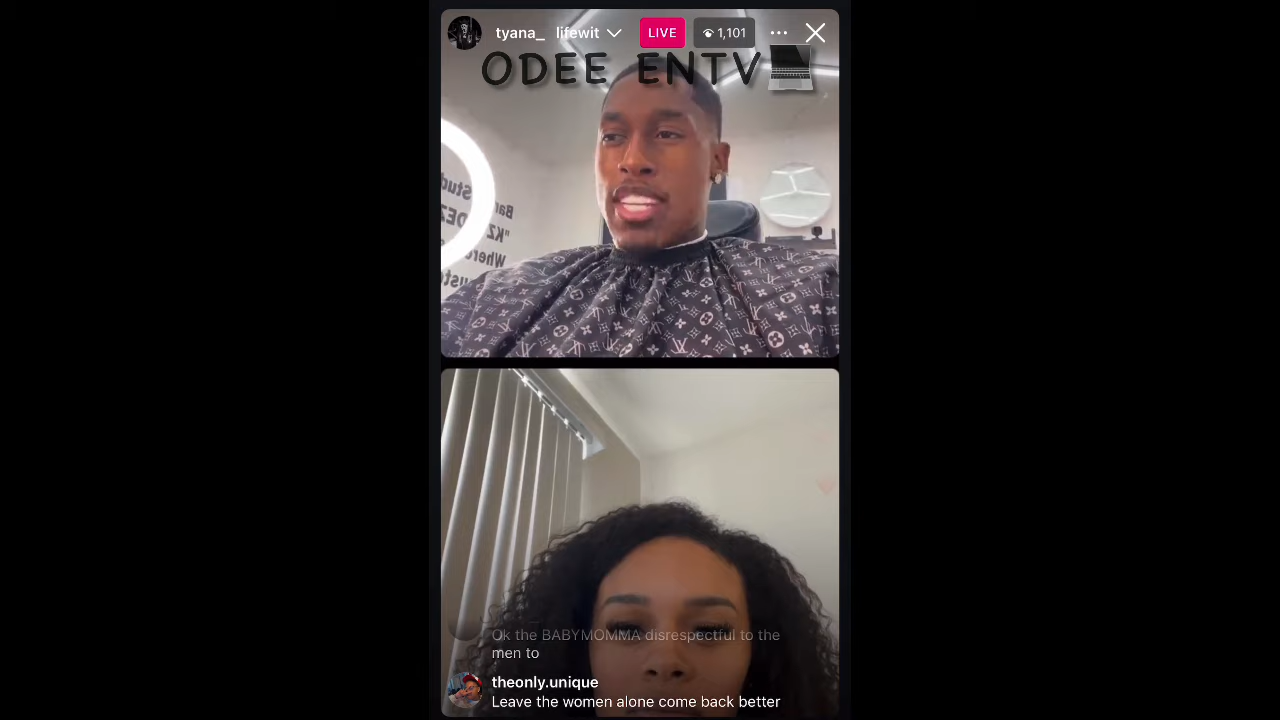 tyana_ lifewit
LIVE
1,101
ODEE ENTV
Ok the BABYMOMMA disrespectful to the
men to
theonly.unique
Leave the women alone come back better